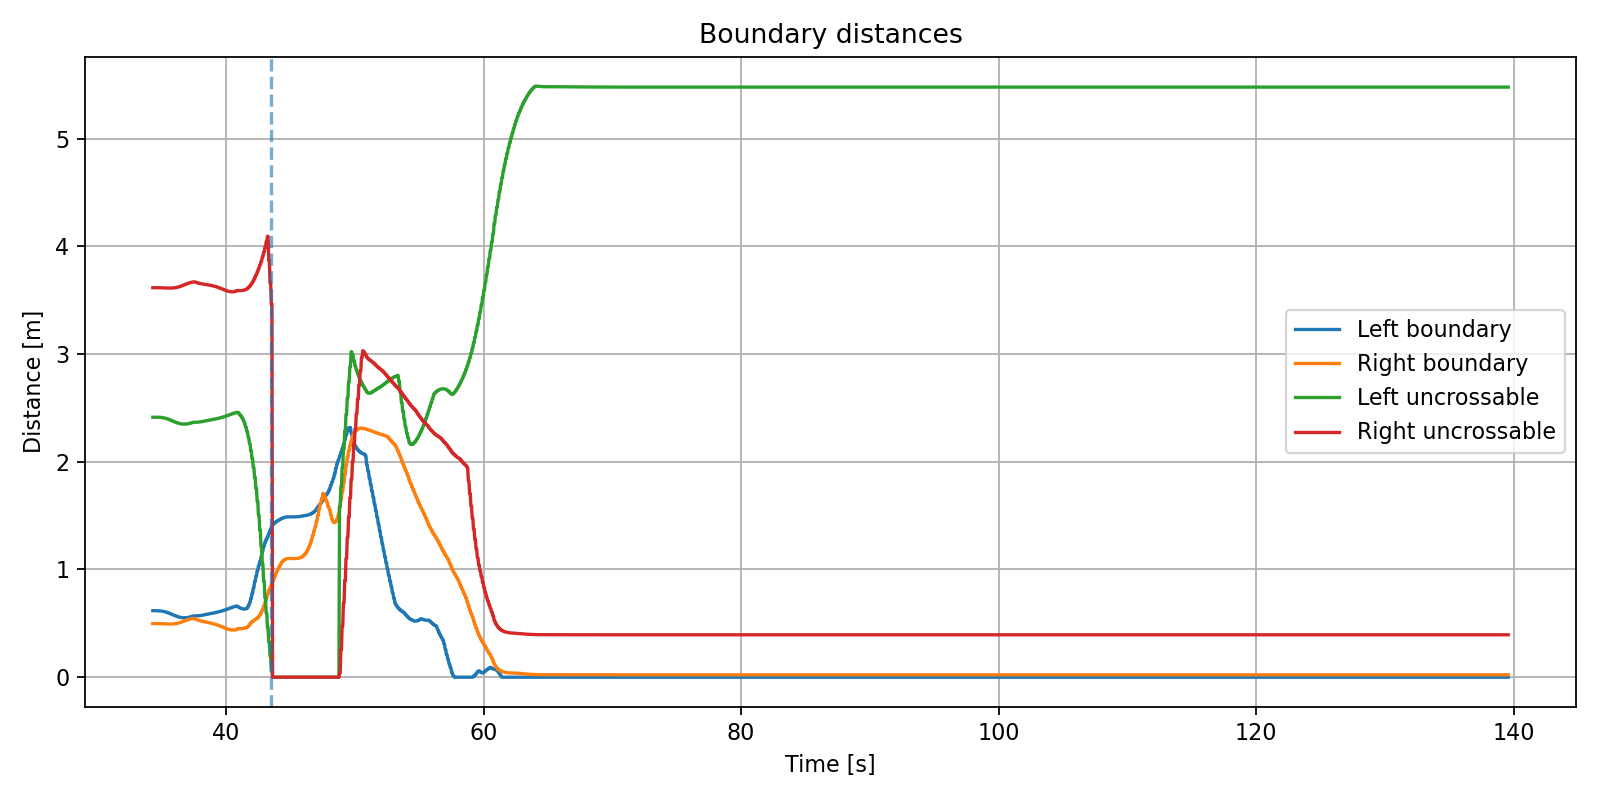 Boundary distances
Distance [m]
5
4
3
2
1
0
Left boundary
Right boundary
Left uncrossable
Right uncrossable
40
60
80
100
120
140
Time [s]